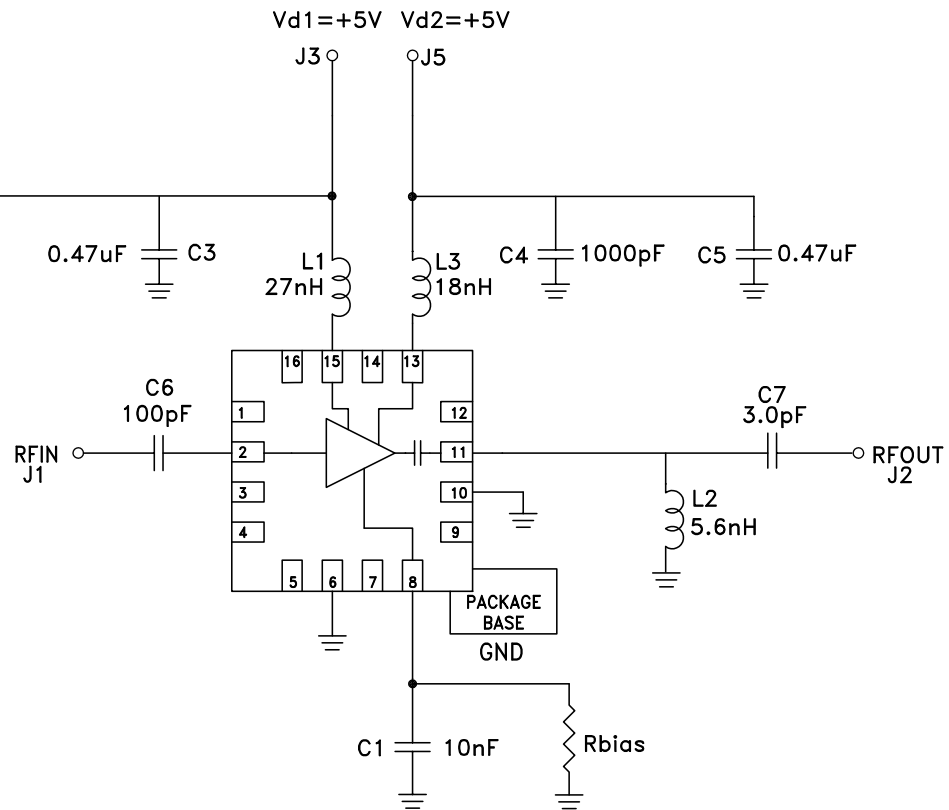 Vd1=+5V Vd2=+5V
J3
J5
0.47uF
C3
L1
27nH
L3
18nH
C4
1000pF
C5
0.47uF
16
15
14
13
C6
100pF
1
12
C7
3.0pF
RFIN
J1
2
11
RFOUT
J2
3
10
L2
5.6nH
4
9
5
6
7
8
PACKAGE
BASE
GND
C1
10nF
Rbias